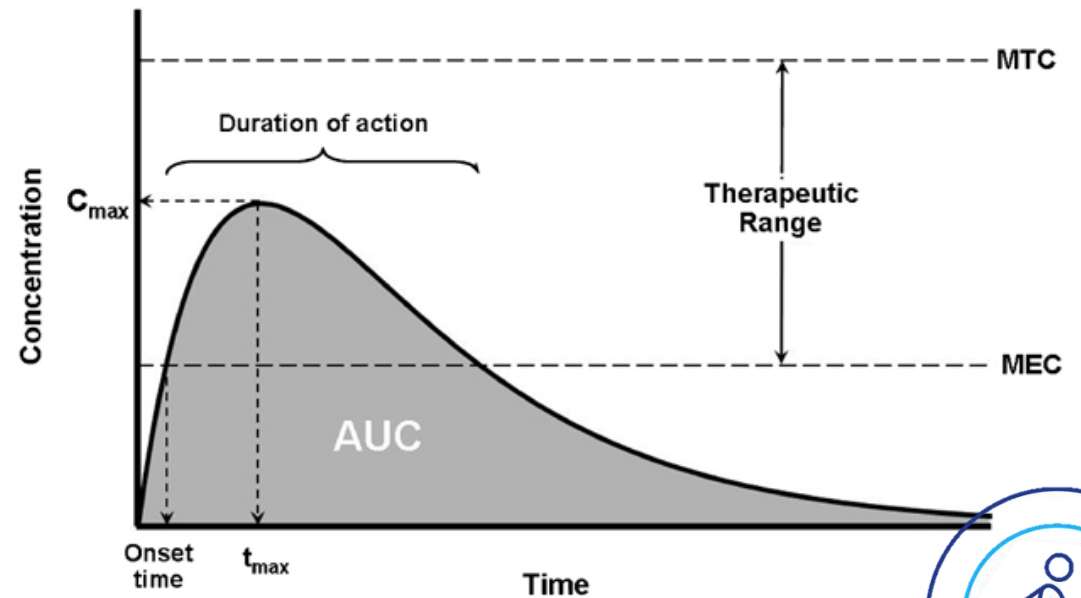 MTC
Duration of action
Concentration
Cmax
Therapeutic
Range
MEC
AUC
Onset
time
tmax
Time